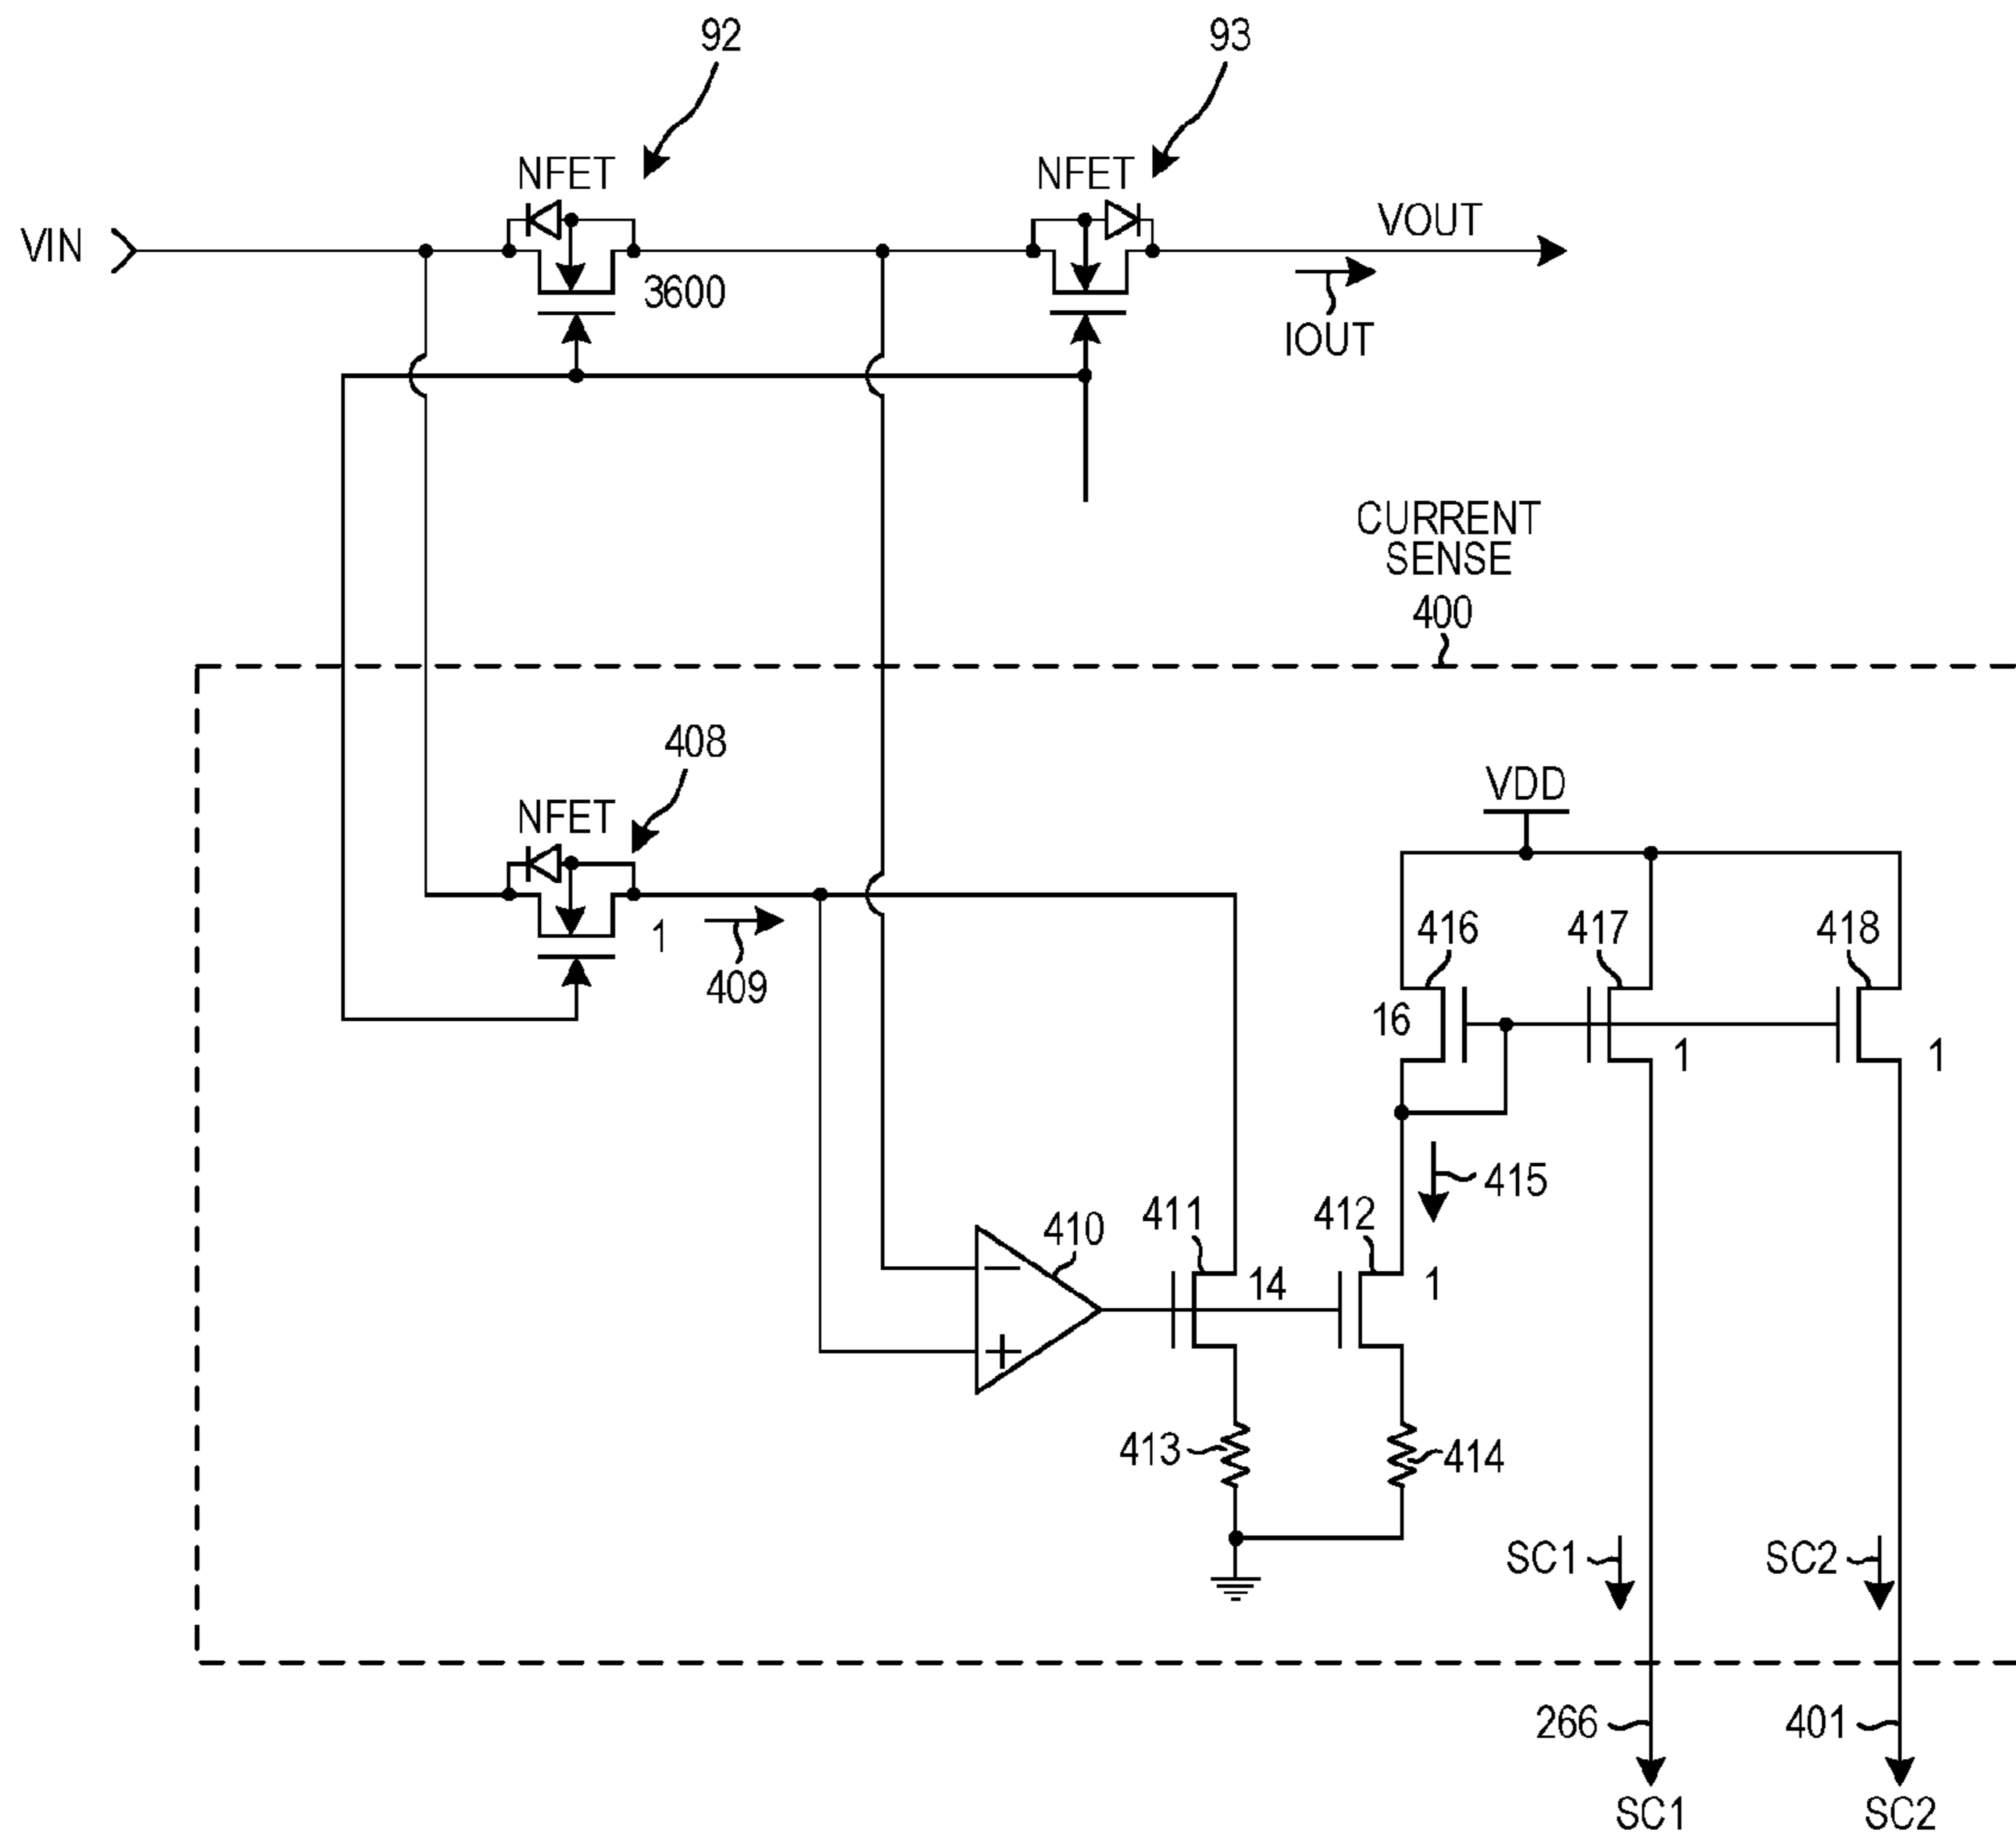 92
93
NFET
NFET
VIN
VOUT
3600
IOUT
CURRENT
SENSE
400
408
NFET
VDD
1
409
416
417
418
16
1
1
415
410
411
412
14
1
413
414
SC1
SC2
266
401
SC1
SC2